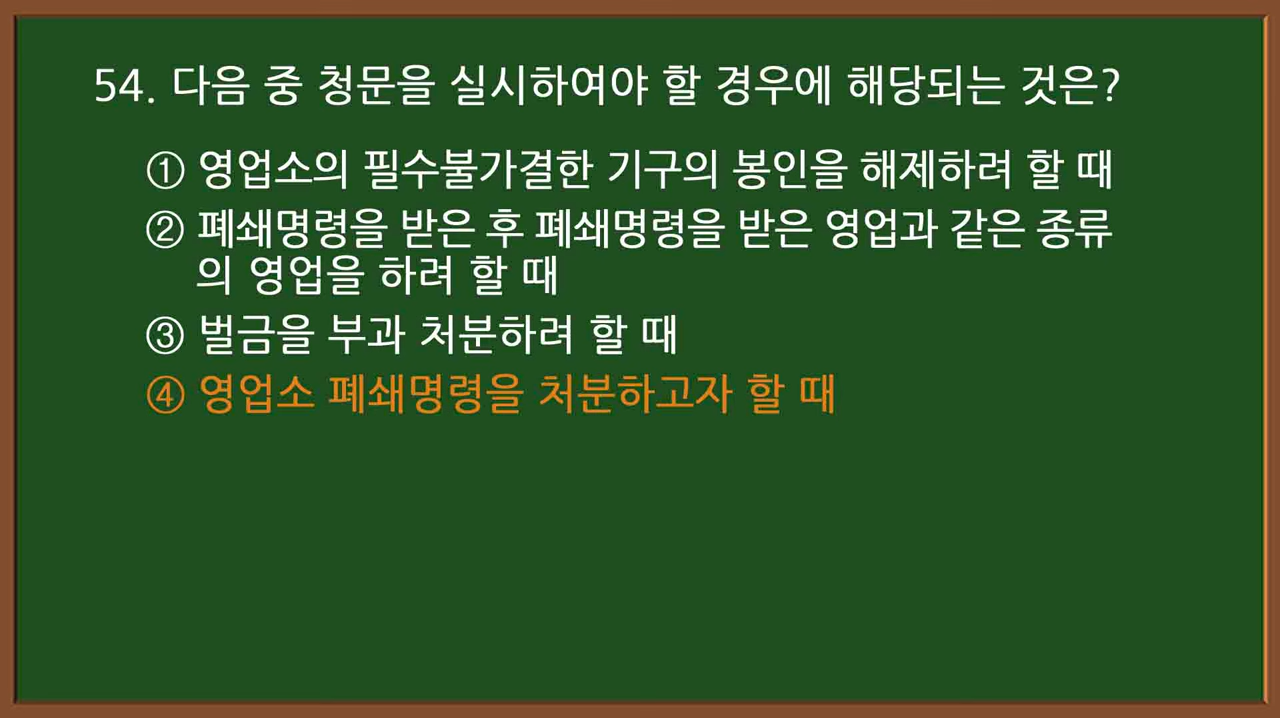 54. 다음 중 청문을 실시하여야 할 경우에 해당되는 것은?
① 영업소의 필수불가결한 기구의 봉인을 해제하려 할 때
② 폐쇄명령을 받은 후 폐쇄명령을 받은 영업과 같은 종류
의 영업을 하려 할 때
③ 벌금을 부과 처분하려 할 때
④ 영업소 폐쇄명령을 처분하고자 할 때